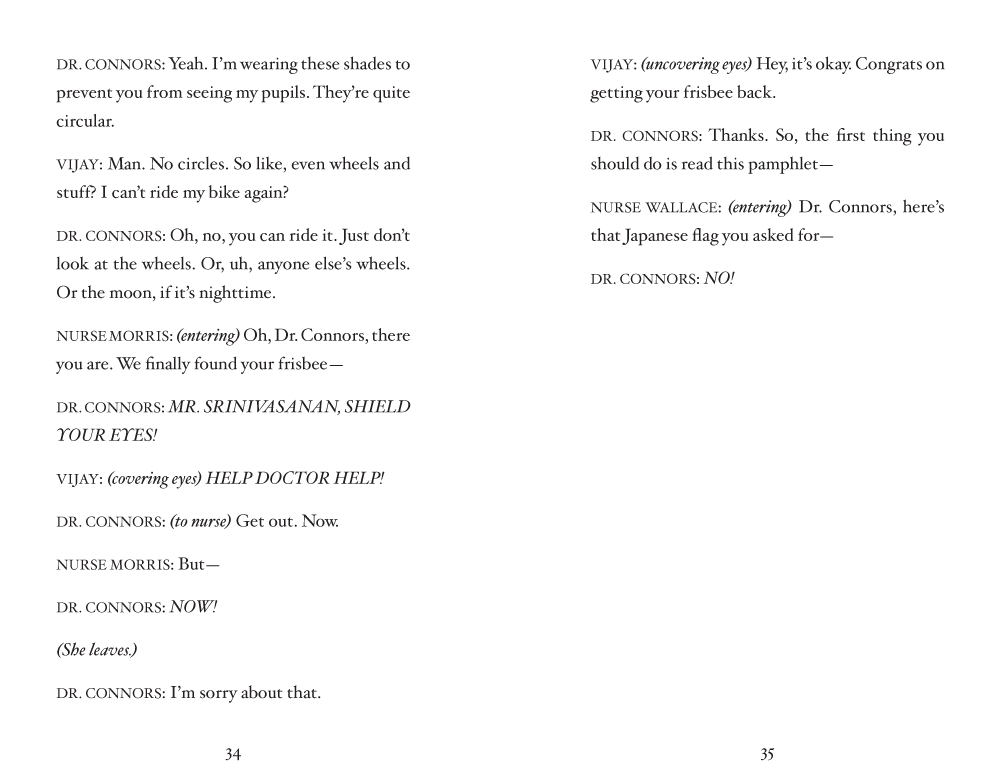 DR. CONNORS: Yeah. I’m wearing these shades to
prevent you from seeing my pupils. They’re quite
circular.
VIJAY: Man. No circles. So like, even wheels and
stuff? I can’t ride my bike again?
DR. CONNORS: Oh, no, you can ride it. Just don’t
look at the wheels. Or, uh, anyone else’s wheels.
Or the moon, if it’s nighttime.
NURSE MORRIS: (entering) Oh, Dr. Connors, there
you are. We finally found your frisbee—
DR. CONNORS: MR. SRINIVASANAN, SHIELD
YOUR EYES!
VIJAY: (covering eyes) HELP DOCTOR HELP!
DR. CONNORS: (to nurse) Get out. Now.
NURSE MORRIS: But—
DR. CONNORS: NOW!
(She leaves.)
DR. CONNORS: I’m sorry about that.
34
VIJAY: (uncovering eyes) Hey, it’s okay. Congrats on
getting your frisbee back.
DR. CONNORS: Thanks. So, the first thing you
should do is read this pamphlet—
NURSE WALLACE: (entering) Dr. Connors, here’s
that Japanese flag you asked for—
DR. CONNORS: NO!
35